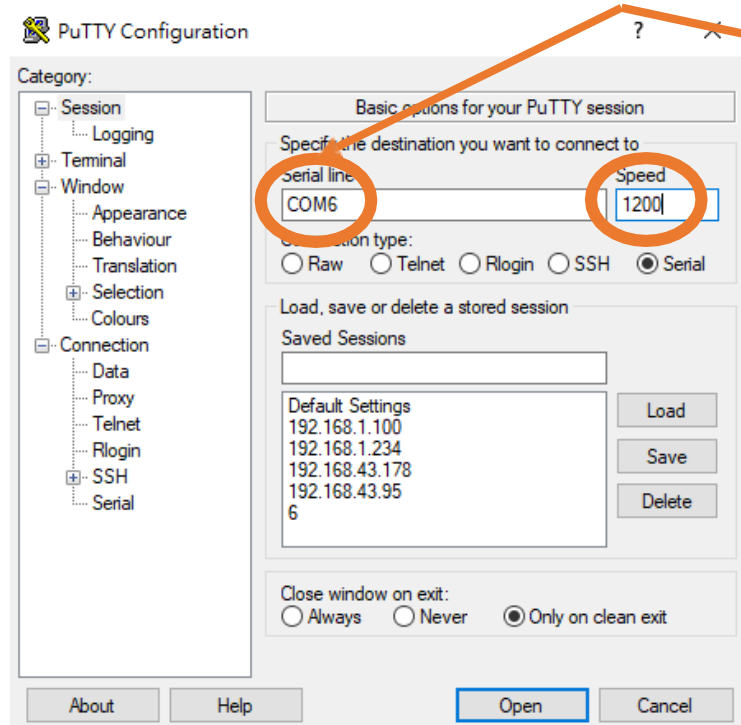 PuTTY Configuration
?
Category:
Session
Logging
Terminal
Window
Appearance
Behaviour
Translation
Selection
Colours
Connection
Data
Proxy
Telnet
Rlogin
SSH
Serial
Basic options for your PuTTY session
Specify the destination you want to connect to
Serial line
Speed
COM6
1200
Connection type:
Raw
Telnet
Rlogin
SSH
Serial
Load, save or delete a stored session
Saved Sessions
Default Settings
192.168.1.100
192.168.1.234
192.168.43.178
192.168.43.95
6
Load
Save
Delete
Close window on exit:
Always
Never
Only on clean exit
About
Help
Open
Cancel